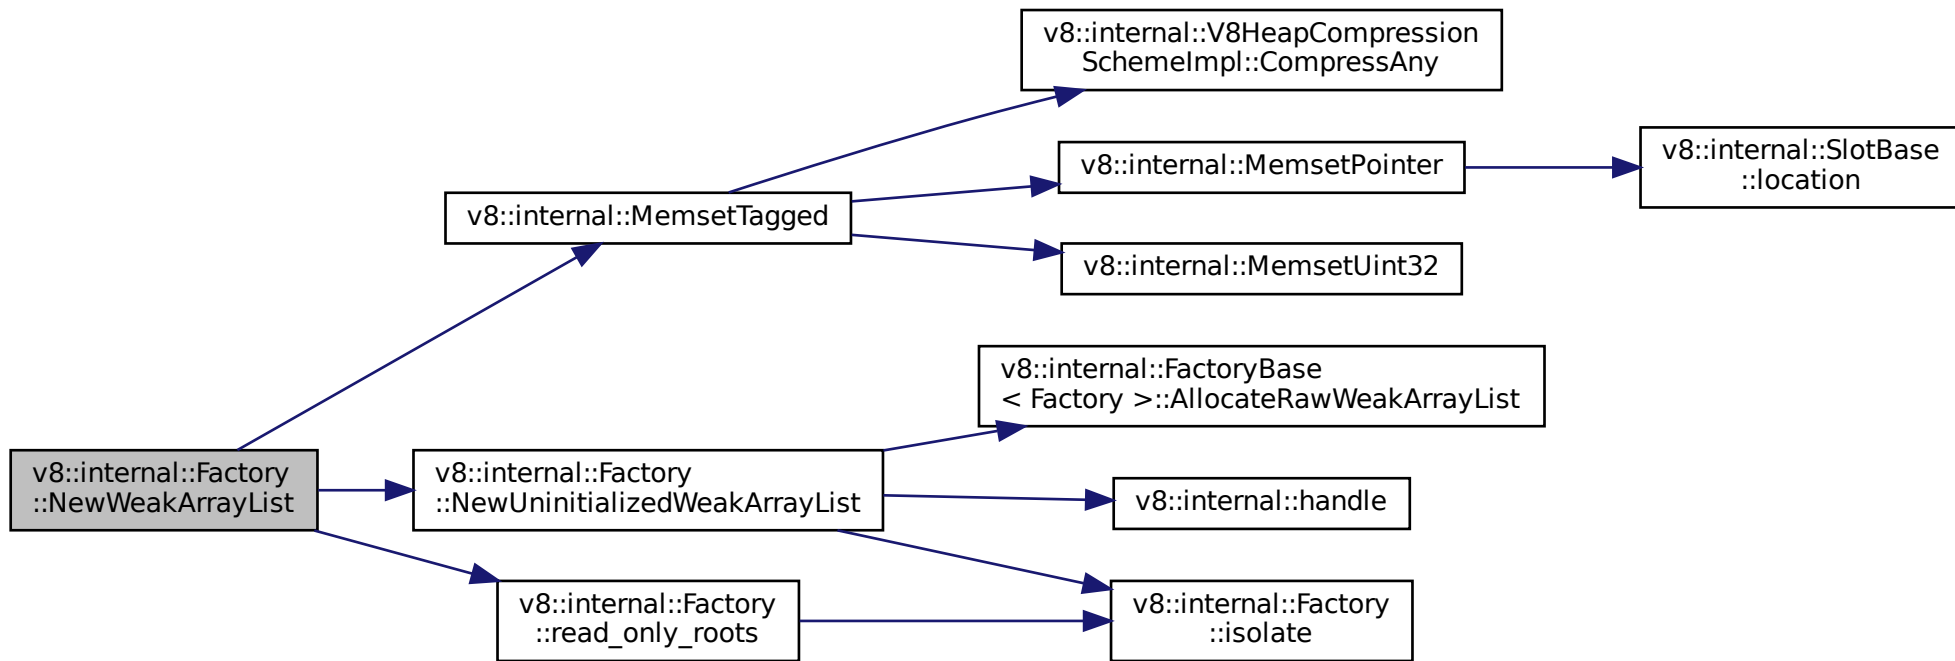 v8::internal::V8HeapCompression
SchemeImpl::CompressAny
v8::internal::MemsetPointer
v8::internal::SlotBase
::location
v8::internal::MemsetTagged
v8::internal::MemsetUint32
v8::internal::FactoryBase
< Factory >::AllocateRawWeakArrayList
v8::internal::Factory
::NewWeakArrayList
v8::internal::Factory
::NewUninitializedWeakArrayList
v8::internal::handle
v8::internal::Factory
::read_only_roots
v8::internal::Factory
::isolate